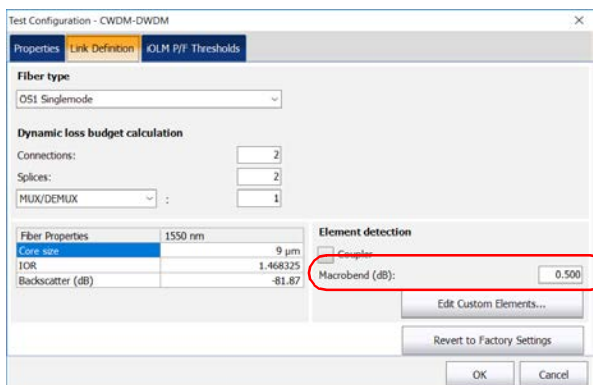 Test Configuration - CWDM-DWDM
Properties Link Definition iOLM P/F Thresholds
Fiber type
OS1 Singlemode
Dynamic loss budget calculation
Connections: 2
Splices: 2
MUX/DEMUX : 1
Fiber Properties 1550 nm
Core size 9 µm
IOR 1.468325
Backscatter (dB) -81.87
Element detection
Coupler
Macrobend (dB): 0.500
Edit Custom Elements...
Revert to Factory Settings
OK Cancel